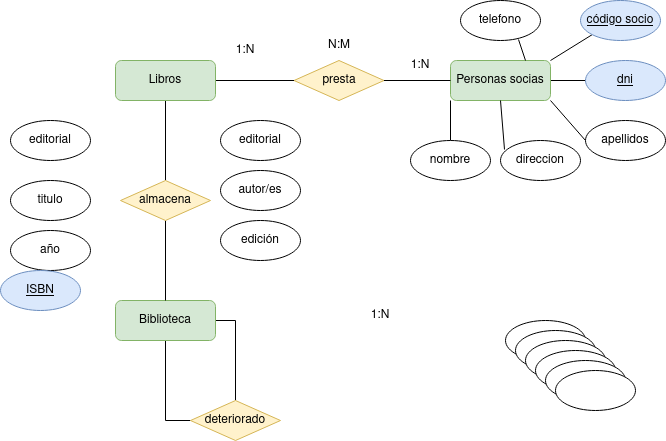 telefono
código socio
N:M
1:N
1:N
Libros
presta
Personas socias
dni
editorial
editorial
apellidos
nombre
direccion
titulo
almacena
autor/es
año
edición
ISBN
Biblioteca
1:N
deteriorado